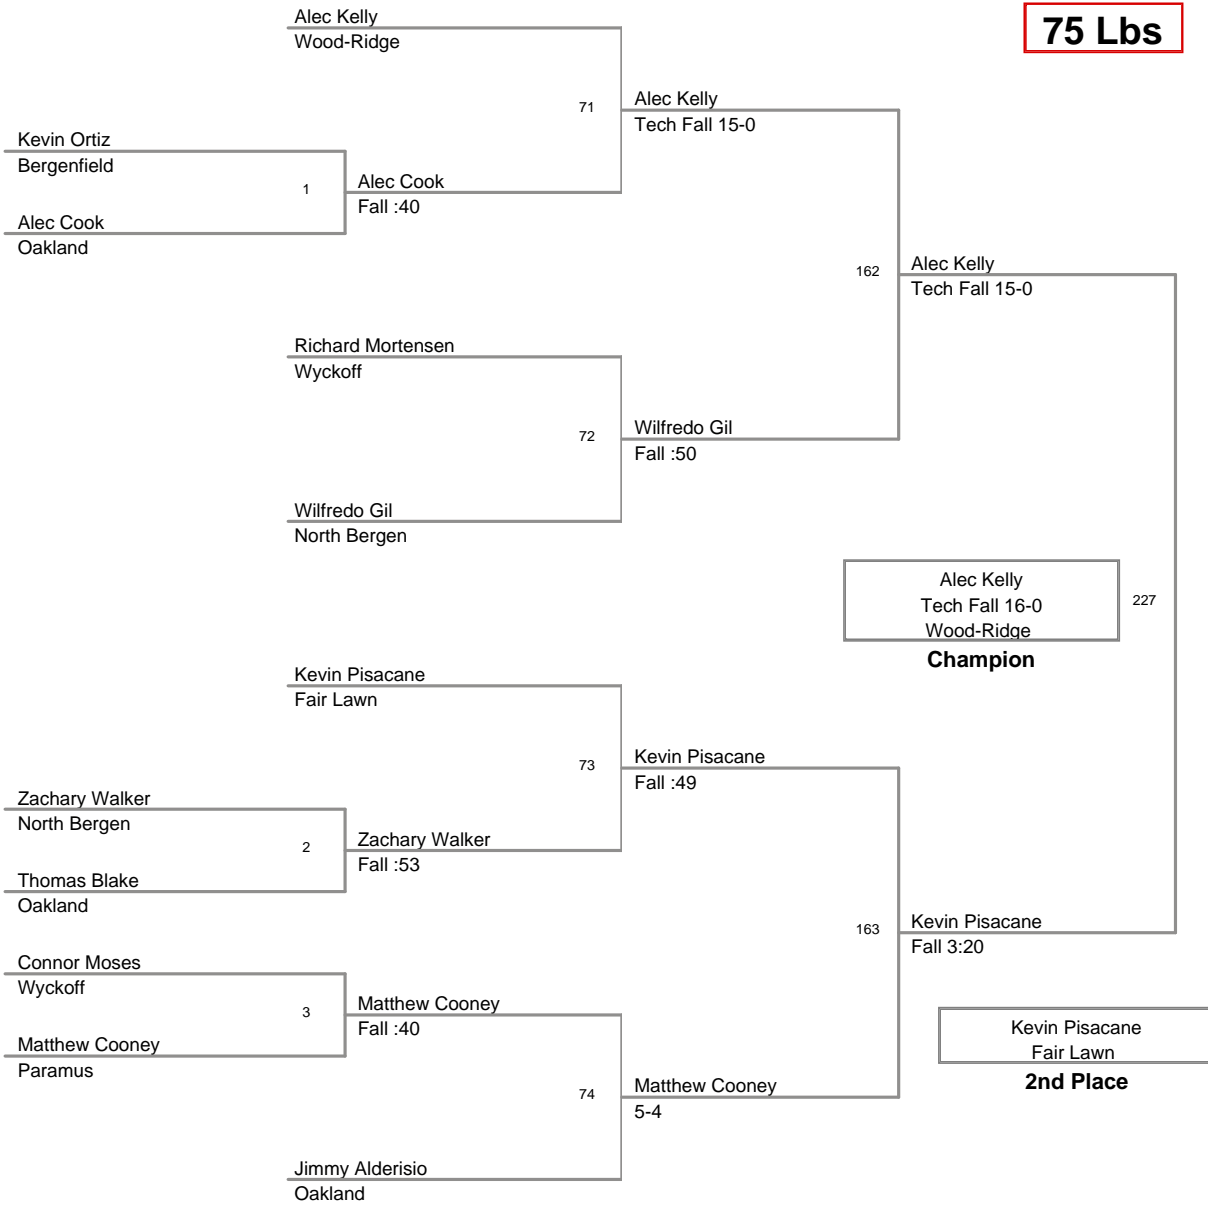 Alec Kelly
Wood-Ridge
75 Lbs
71
Alec Kelly
Tech Fall 15-0
Kevin Ortiz
Bergenfield
1
Alec Cook
Fall :40
Alec Cook
Oakland
162
Alec Kelly
Tech Fall 15-0
Richard Mortensen
Wyckoff
72
Wilfredo Gil
Fall :50
Wilfredo Gil
North Bergen
Alec Kelly
Tech Fall 16-0
Wood-Ridge
227
Champion
Kevin Pisacane
Fair Lawn
73
Kevin Pisacane
Fall :49
Zachary Walker
North Bergen
2
Zachary Walker
Fall :53
Thomas Blake
Oakland
163
Kevin Pisacane
Fall 3:20
Connor Moses
Wyckoff
3
Matthew Cooney
Fall :40
Matthew Cooney
Paramus
Kevin Pisacane
Fair Lawn
2nd Place
74
Matthew Cooney
5-4
Jimmy Alderisio
Oakland